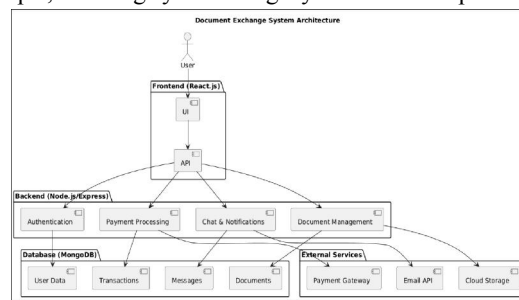 Document Exchange System Architecture
User
Frontend (React.js)
UI
API
Backend (Node.js/Express)
Authentication
Payment Processing
Chat & Notifications
Document Management
Database (MongoDB)
External Services
User Data
Transactions
Messages
Documents
Payment Gateway
Email API
Cloud Storage